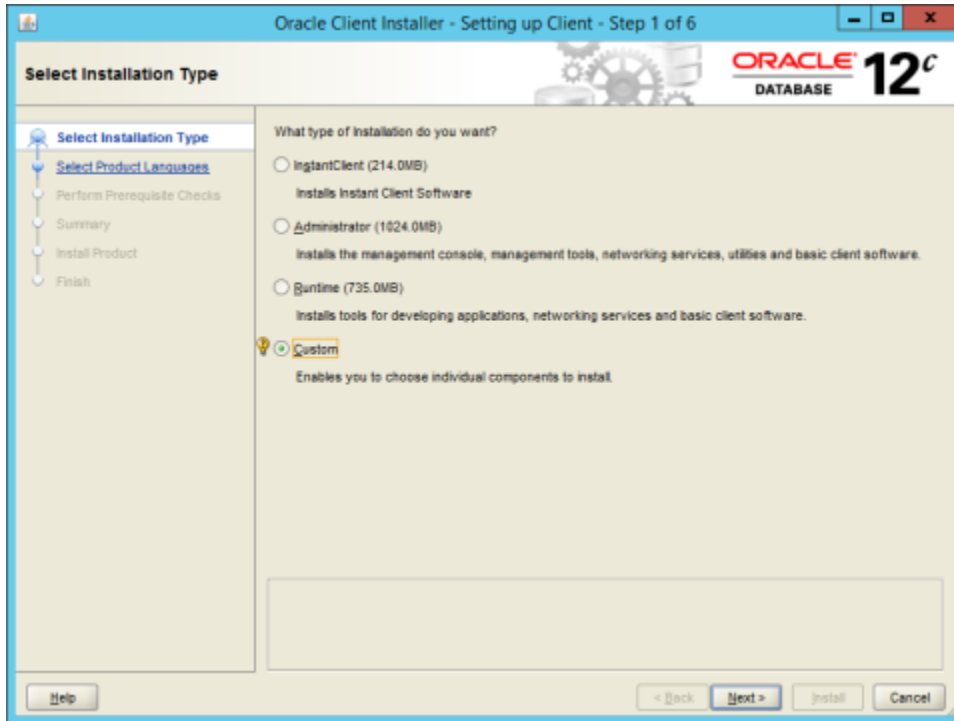 Oracle Client Installer - Setting up Client - Step 1 of 6
Select Installation Type
ORACLE
DATABASE
12c
Select Installation Type
Select Product Languages
Perform Prerequisite Checks
Summary
Install Product
Finish
What type of Installation do you want?
InstantClient (214.0MB)
Installs Instant Client Software
Administrator (1024.0MB)
Installs the management console, management tools, networking services, utilities and basic client software.
Runtime (735.0MB)
Installs tools for developing applications, networking services and basic client software.
Custom
Enables you to choose individual components to install.
Help
< Back
Next >
Install
Cancel